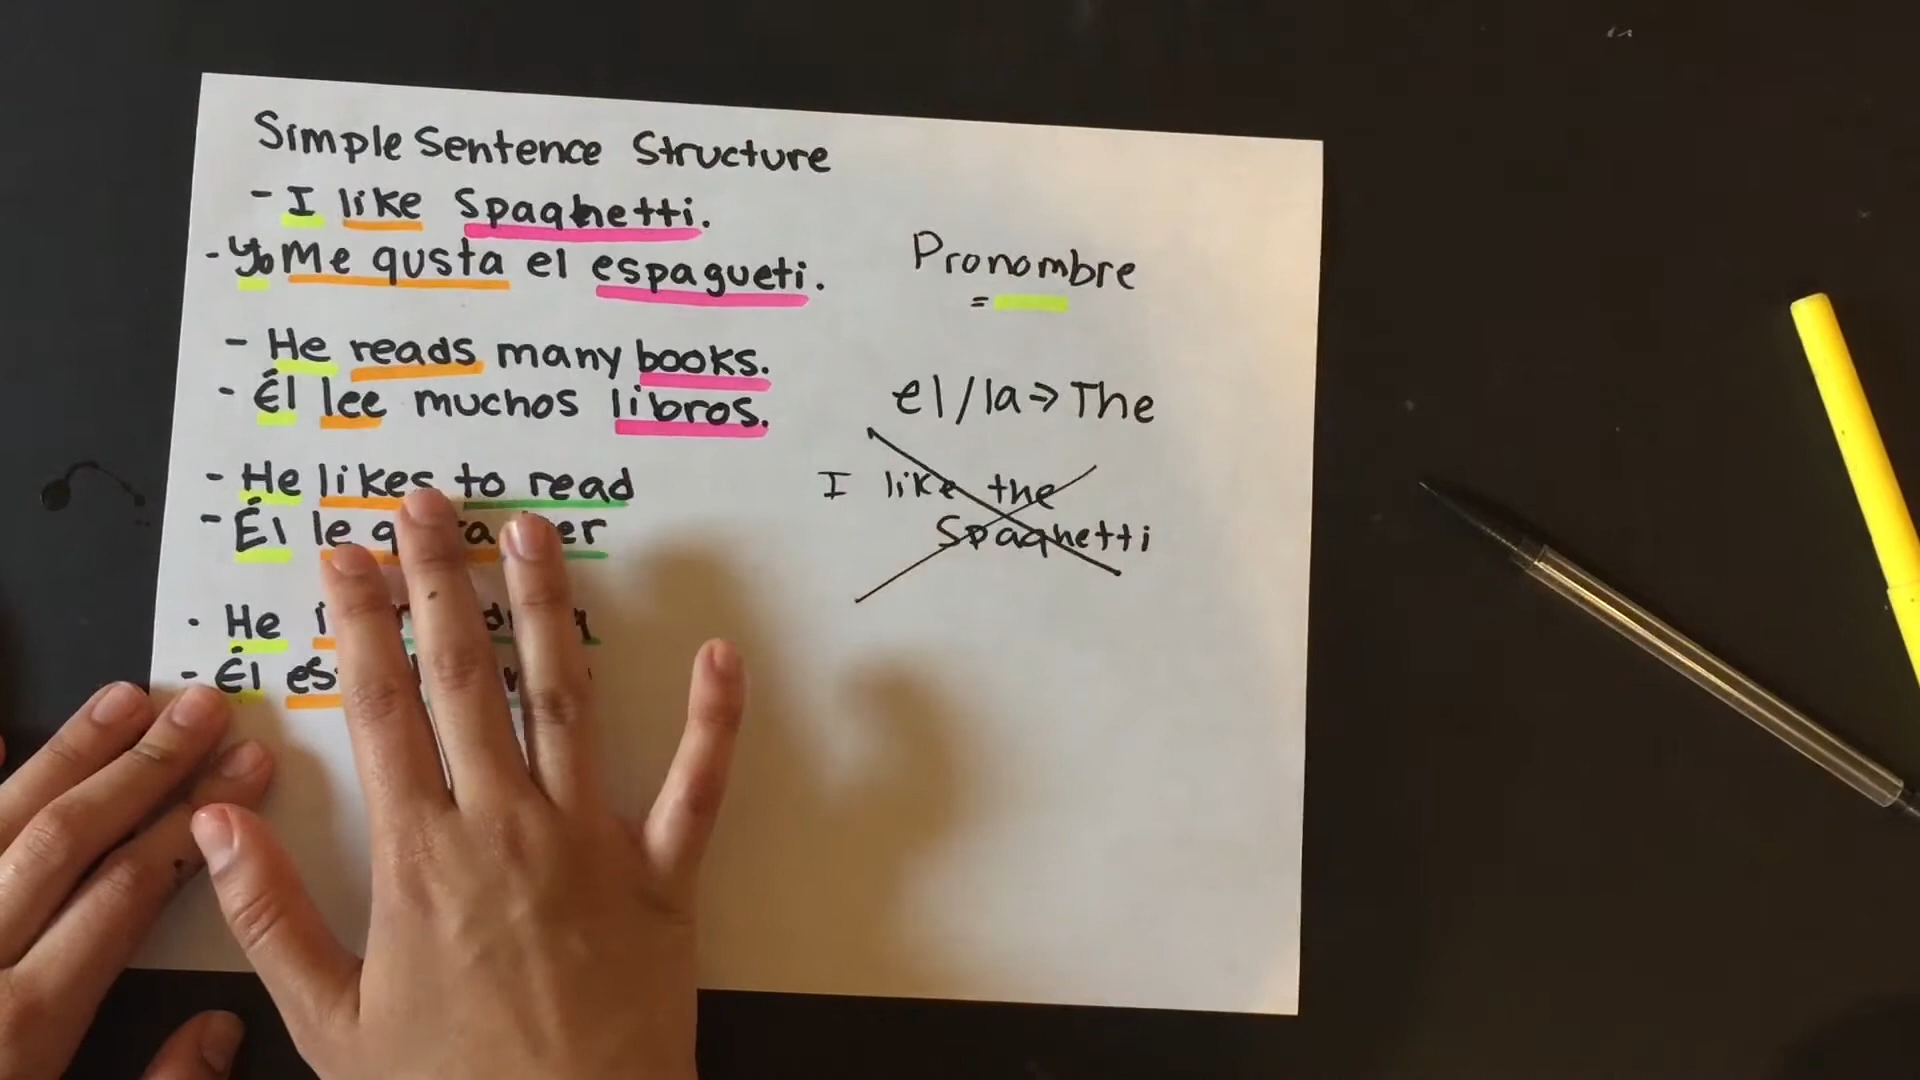 Simple Sentence Structure
- I like Spaghetti.
- Yo Me gusta el espagueti.
- He reads many books.
- Él lee muchos libros.
- He likes to read
- Él le
· He
- Él
Pronombre
=
el/la → The
I like the
Spaghetti